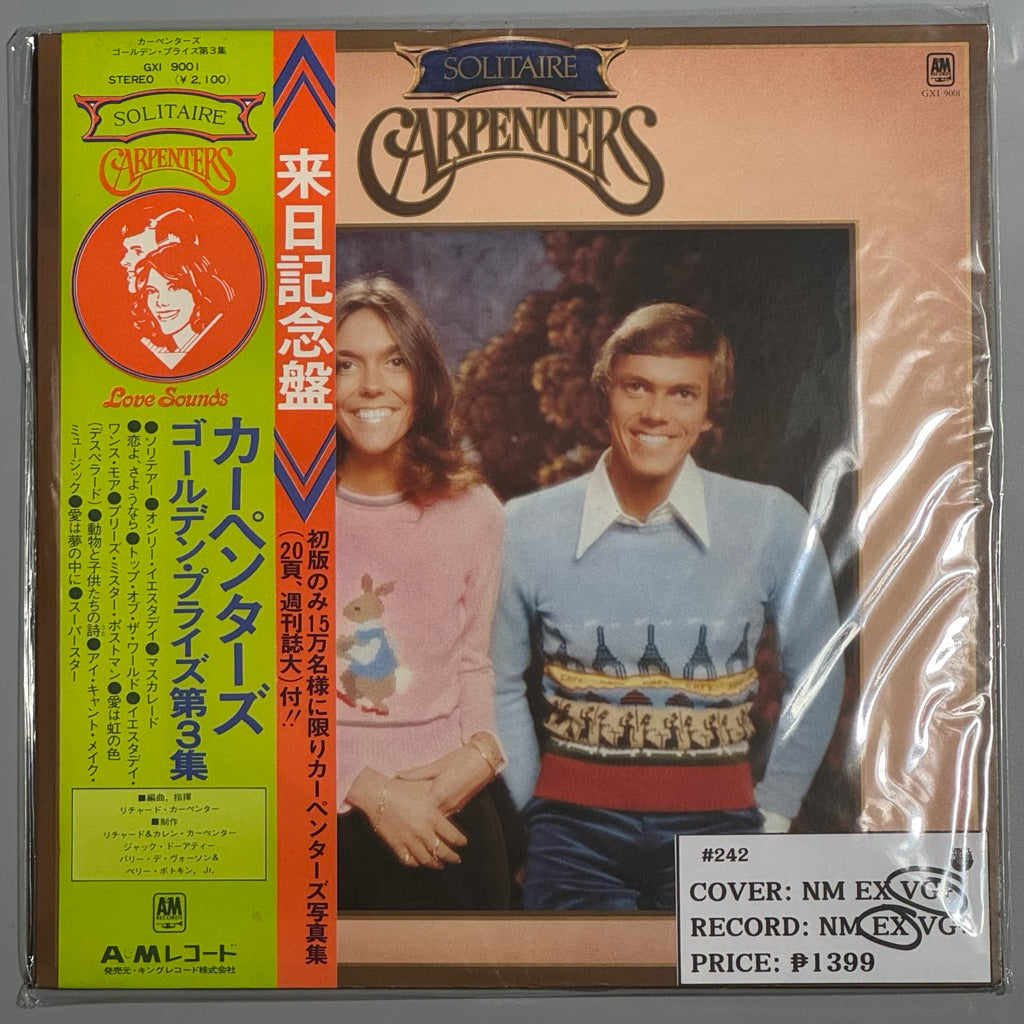 カーペンターズ
ゴールデン・プライズ第3集
GXI 9001
STEREO (¥2,100)
SOLITAIRE
CARPENTERS
Love Sounds
カーペンターズ
ゴールデン・プライズ第3集
●ソリテアー●オンリー・イエスタデイ●マスカレード
●恋よ、さようなら●トップ・オブ・ザ・ワールド●イエスタデイ・
ワンス・モア●プリーズ・ミスター・ポストマン●愛は虹の色
(デスペラード)●動物と子供たちの詩●アイ・キャント・メイク・
ミュージック●愛は夢の中に●スーパースター
■編曲，指揮
リチャード・カーペンター
■制作
リチャード&カレン・カーペンター
ジャック・ドーアティー
バリー・デ・ヴォーソン&
ペリー・ボトキン, Jr.
AM
RECORDS
A&Mレコード
発売元・キングレコード株式会社
来日記念盤
初版のみ15万名様に限りカーペンターズ写真集
(20頁、週刊誌大)付!!
SOLITAIRE
CARPENTERS
AM
RECORDS
GXI 9001
#242
COVER: NM EX VG+
RECORD: NM EX VG+
PRICE: ₱1399